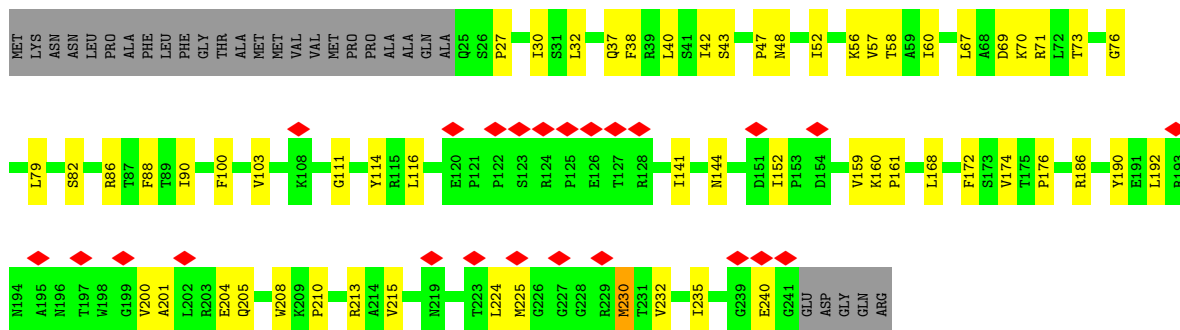 MET LYS ASN ASN LEU PRO ALA PHE LEU PHE GLY THR ALA MET MET VAL VAL MET PRO PRO ALA ALA GLN ALA Q25 S26 P27 I30 S31 L32 Q37 F38 R39 L40 S41 I42 S43 P47 N48 I52 K56 V57 T58 A59 I60 L67 A68 D69 K70 R71 L72 T73 G76
L79 S82 R86 T87 F88 T89 I90 F100 V103 K108 G111 Y114 R115 L116 E120 P121 P122 S123 R124 P125 E126 T127 R128 I141 N144 D151 I152 P153 D154 V159 K160 P161 L168 F172 S173 V174 T175 P176 R186 Y190 E191 L192 R193
N194 A195 N196 T197 W198 G199 V200 A201 L202 R203 E204 Q205 W208 K209 P210 R213 A214 V215 N219 T223 L224 M225 G226 G227 G228 R229 M230 T231 V232 I235 G239 E240 G241 GLU ASP GLY GLN ARG